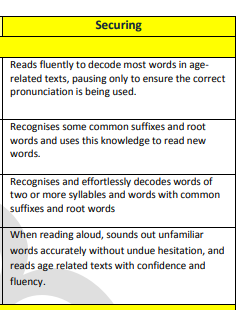 Securing
Reads fluently to decode most words in age-
related texts, pausing only to ensure the correct
pronunciation is being used.
Recognises some common suffixes and root
words and uses this knowledge to read new
words.
Recognises and effortlessly decodes words of
two or more syllables and words with common
suffixes and root words
When reading aloud, sounds out unfamiliar
words accurately without undue hesitation, and
reads age related texts with confidence and
fluency.